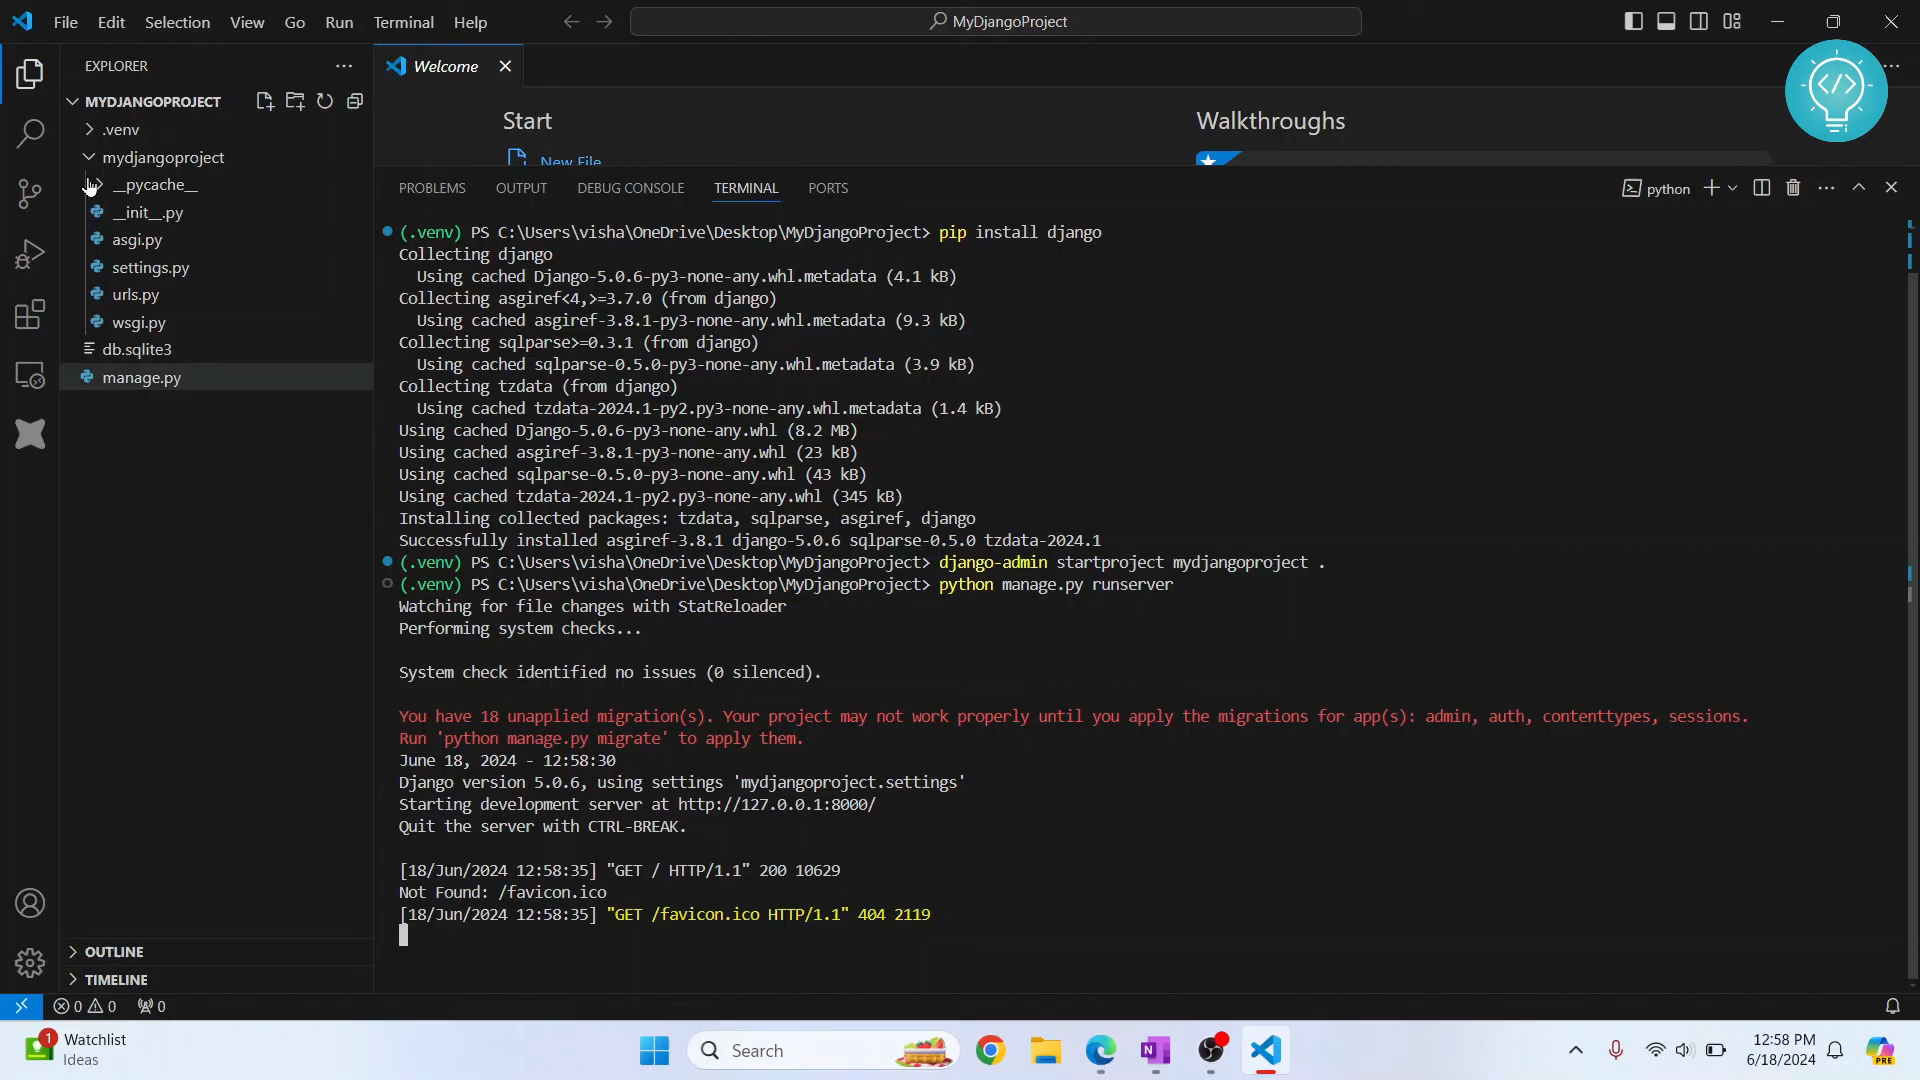 File Edit Selection View Go Run Terminal Help
MyDjangoProject
EXPLORER
MYDJANGOPROJECT
.venv
mydjangoproject
__pycache__
__init__.py
asgi.py
settings.py
urls.py
wsgi.py
db.sqlite3
manage.py
OUTLINE
TIMELINE
Welcome
Start
New File
Walkthroughs
PROBLEMS OUTPUT DEBUG CONSOLE TERMINAL PORTS
python
(.venv) PS C:\Users\visha\OneDrive\Desktop\MyDjangoProject> pip install django
Collecting django
Using cached Django-5.0.6-py3-none-any.whl.metadata (4.1 kB)
Collecting asgiref<4,>=3.7.0 (from django)
Using cached asgiref-3.8.1-py3-none-any.whl.metadata (9.3 kB)
Collecting sqlparse>=0.3.1 (from django)
Using cached sqlparse-0.5.0-py3-none-any.whl.metadata (3.9 kB)
Collecting tzdata (from django)
Using cached tzdata-2024.1-py2.py3-none-any.whl.metadata (1.4 kB)
Using cached Django-5.0.6-py3-none-any.whl (8.2 MB)
Using cached asgiref-3.8.1-py3-none-any.whl (23 kB)
Using cached sqlparse-0.5.0-py3-none-any.whl (43 kB)
Using cached tzdata-2024.1-py2.py3-none-any.whl (345 kB)
Installing collected packages: tzdata, sqlparse, asgiref, django
Successfully installed asgiref-3.8.1 django-5.0.6 sqlparse-0.5.0 tzdata-2024.1
(.venv) PS C:\Users\visha\OneDrive\Desktop\MyDjangoProject> django-admin startproject mydjangoproject .
(.venv) PS C:\Users\visha\OneDrive\Desktop\MyDjangoProject> python manage.py runserver
Watching for file changes with StatReloader
Performing system checks...
System check identified no issues (0 silenced).
You have 18 unapplied migration(s). Your project may not work properly until you apply the migrations for app(s): admin, auth, contenttypes, sessions.
Run 'python manage.py migrate' to apply them.
June 18, 2024 - 12:58:30
Django version 5.0.6, using settings 'mydjangoproject.settings'
Starting development server at http://127.0.0.1:8000/
Quit the server with CTRL-BREAK.
[18/Jun/2024 12:58:35] "GET / HTTP/1.1" 200 10629
Not Found: /favicon.ico
[18/Jun/2024 12:58:35] "GET /favicon.ico HTTP/1.1" 404 2119
0 0 0
1
Watchlist
Ideas
Search
12:58 PM
6/18/2024
PRE